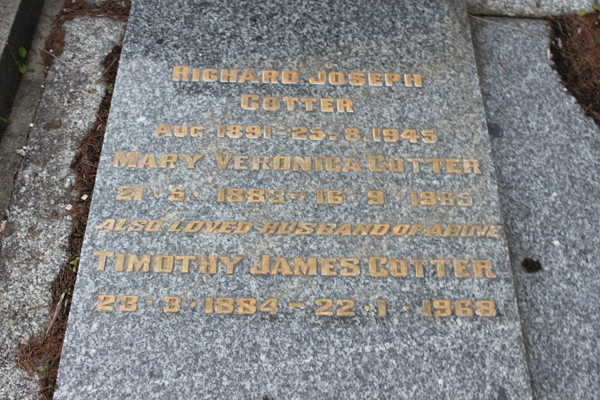 RICHARD JOSEPH
COTTER
AUG 1891 - 25.8.1945
MARY VERONICA COTTER
21·5· 1883 - 16·9·
ALSO LOVED HUSBAND OF ABOVE
TIMOTHY JAMES COTTER
23·3·1884 - 22·1·1968